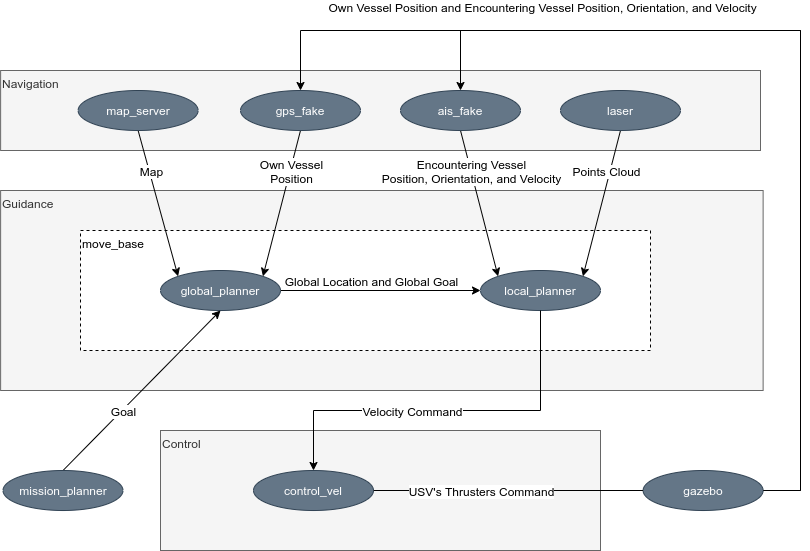 Own Vessel Position and Encountering Vessel Position, Orientation, and Velocity
Navigation
map_server
gps_fake
ais_fake
laser
Map
Own Vessel
Position
Encountering Vessel
Position, Orientation, and Velocity
Points Cloud
Guidance
move_base
global_planner
Global Location and Global Goal
local_planner
Goal
Velocity Command
Control
mission_planner
control_vel
USV's Thrusters Command
gazebo